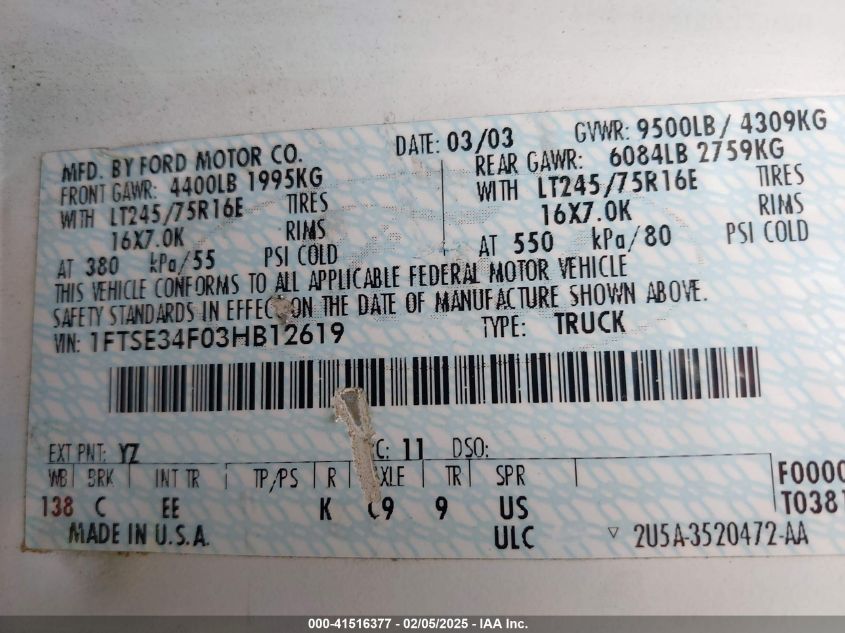 MFD. BY FORD MOTOR CO.
DATE: 03/03
GVWR: 9500LB / 4309KG
FRONT GAWR: 4400LB 1995KG
REAR GAWR: 6084LB 2759KG
WITH LT245/75R16E TIRES
WITH LT245/75R16E TIRES
16X7.0K RIMS
16X7.0K RIMS
AT 380 kPa/55 PSI COLD
AT 550 kPa/80 PSI COLD
THIS VEHICLE CONFORMS TO ALL APPLICABLE FEDERAL MOTOR VEHICLE
SAFETY STANDARDS IN EFFECT ON THE DATE OF MANUFACTURE SHOWN ABOVE.
VIN: 1FTSE34F03HB12619
TYPE: TRUCK
EXT PNT: YZ C: 11 DSO:
WB BRK INT TR TP/PS R TR SPR F0000
138 C EE K 9 US T0381
MADE IN U.S.A. ULC ▽ 2U5A-3520472-AA
000-41516377 - 02/05/2025 - IAA Inc.